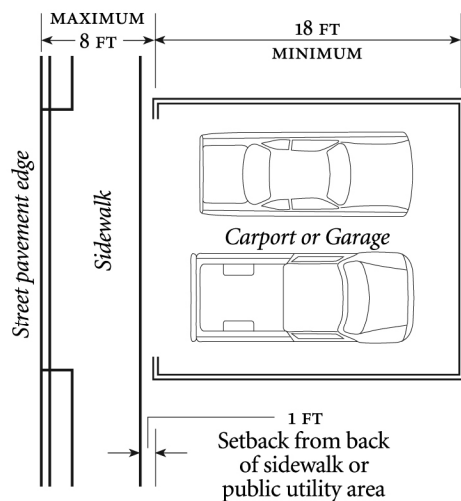 MAXIMUM
8 FT
18 FT
MINIMUM
Street pavement edge
Sidewalk
Carport or Garage
1 FT
Setback from back
of sidewalk or
public utility area